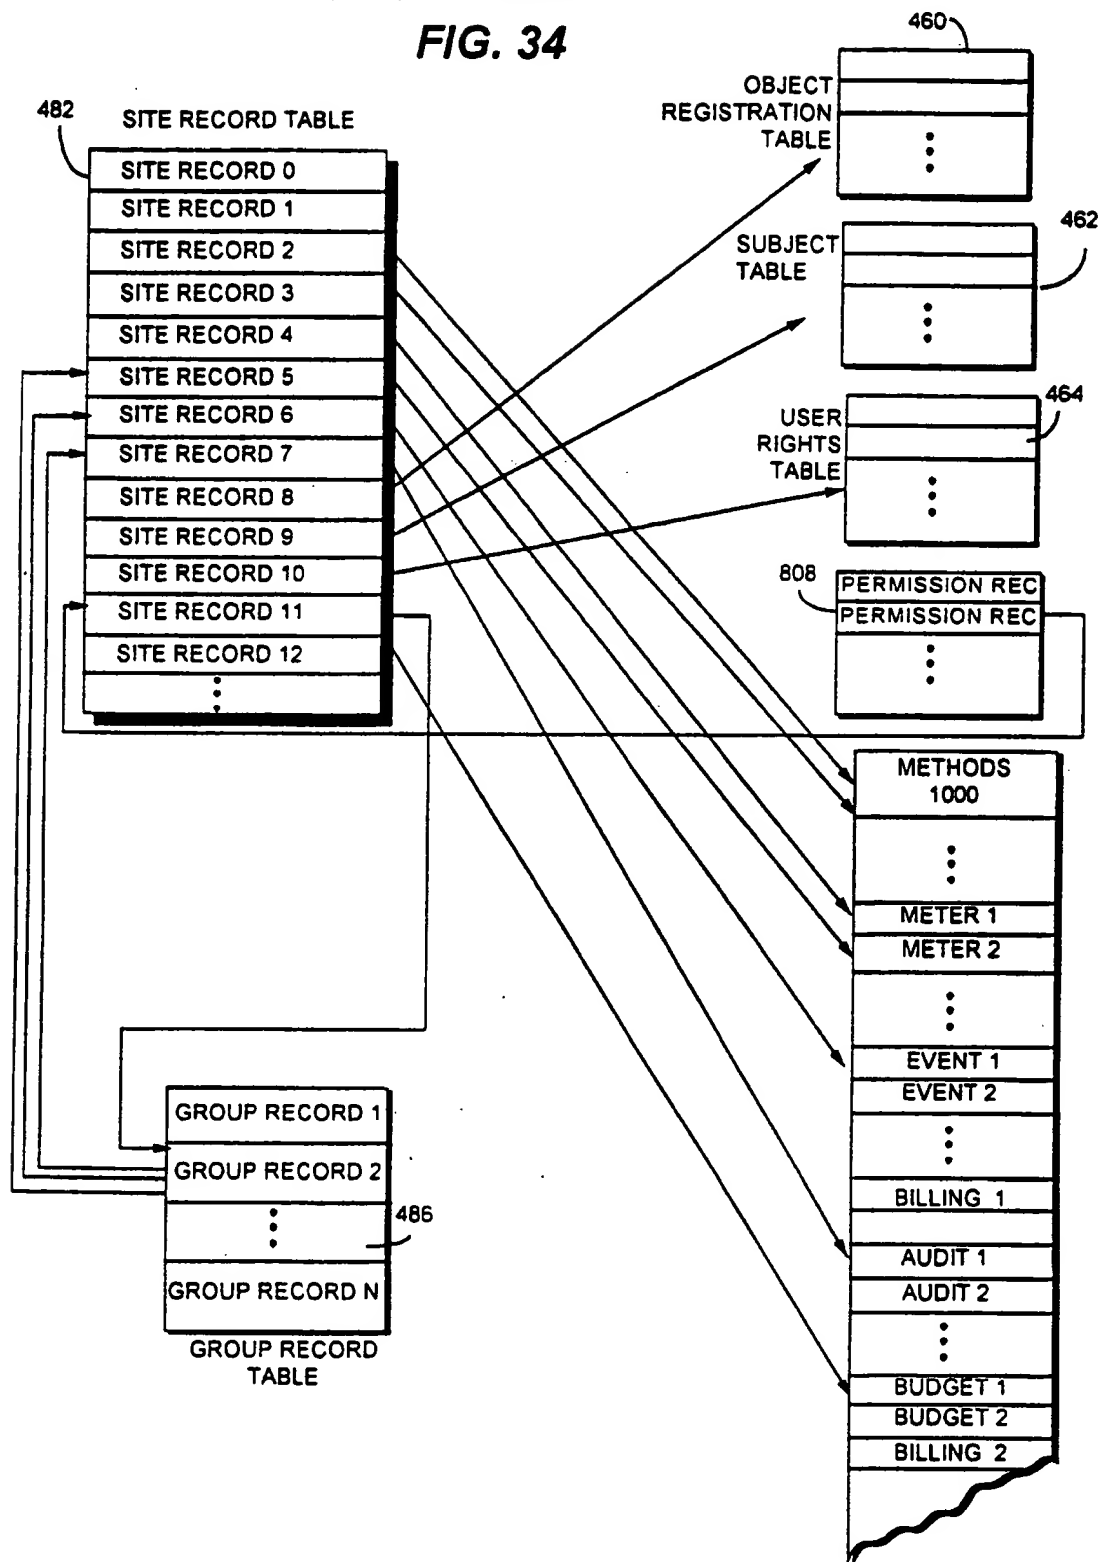 FIG. 34
482
SITE RECORD TABLE
SITE RECORD 0
SITE RECORD 1
SITE RECORD 2
SITE RECORD 3
SITE RECORD 4
SITE RECORD 5
SITE RECORD 6
SITE RECORD 7
SITE RECORD 8
SITE RECORD 9
SITE RECORD 10
SITE RECORD 11
SITE RECORD 12
460
OBJECT
REGISTRATION
TABLE
SUBJECT
TABLE
462
USER
RIGHTS
TABLE
464
808
PERMISSION REC
PERMISSION REC
METHODS
1000
METER 1
METER 2
EVENT 1
EVENT 2
BILLING 1
AUDIT 1
AUDIT 2
BUDGET 1
BUDGET 2
BILLING 2
GROUP RECORD 1
GROUP RECORD 2
486
GROUP RECORD N
GROUP RECORD
TABLE